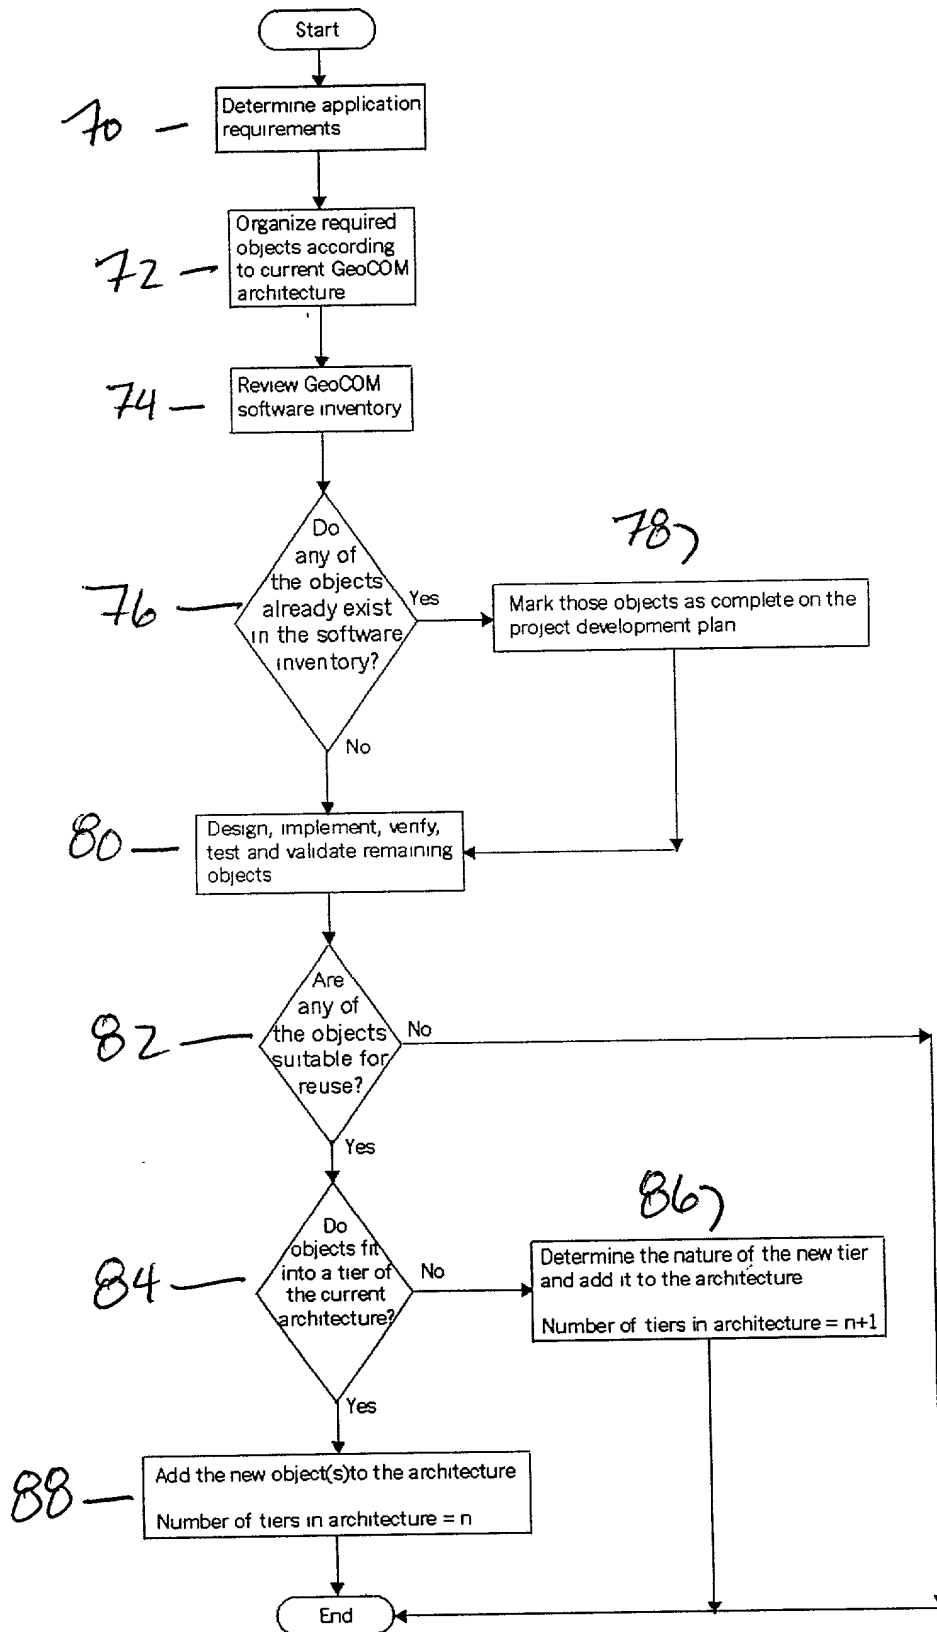 Start
70
Determine application
requirements
72
Organize required
objects according
to current GeoCOM
architecture
74
Review GeoCOM
software inventory
76
Do
any of
the objects
already exist
in the software
inventory?
Yes
78
Mark those objects as complete on the
project development plan
No
80
Design, implement, verify,
test and validate remaining
objects
82
Are
any of
the objects
suitable for
reuse?
No
Yes
84
Do
objects fit
into a tier of
the current
architecture?
No
86
Determine the nature of the new tier
and add it to the architecture
Number of tiers in architecture = n+1
Yes
88
Add the new object(s)to the architecture
Number of tiers in architecture = n
End